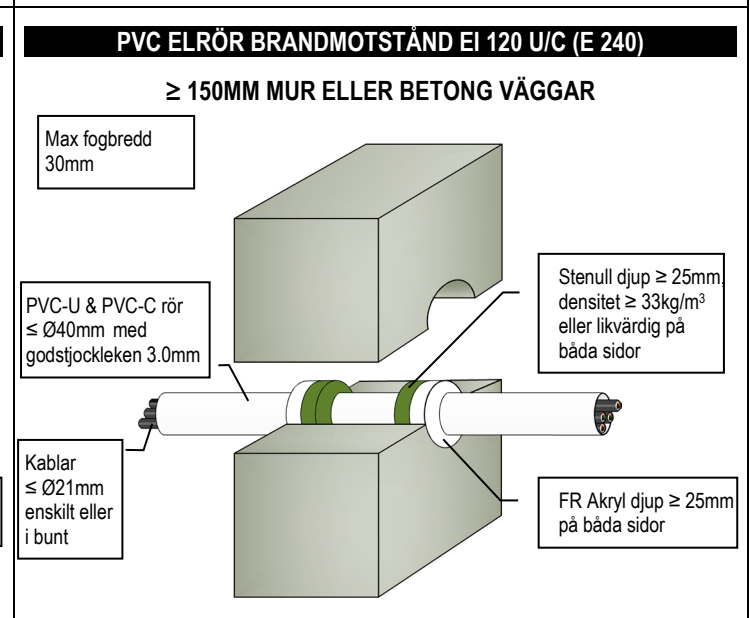 PVC ELRÖR BRANDMOTSTÅND EI 120 U/C (E 240)
≥ 150MM MUR ELLER BETONG VÄGGAR
Max fogbredd
30mm
Stenull djup ≥ 25mm,
densitet ≥ 33kg/m³
eller likvärdig på
båda sidor
PVC-U & PVC-C rör
≤ Ø40mm med
godstjockleken 3.0mm
Kablar
≤ Ø21mm
enskilt eller
i bunt
FR Akryl djup ≥ 25mm
på båda sidor